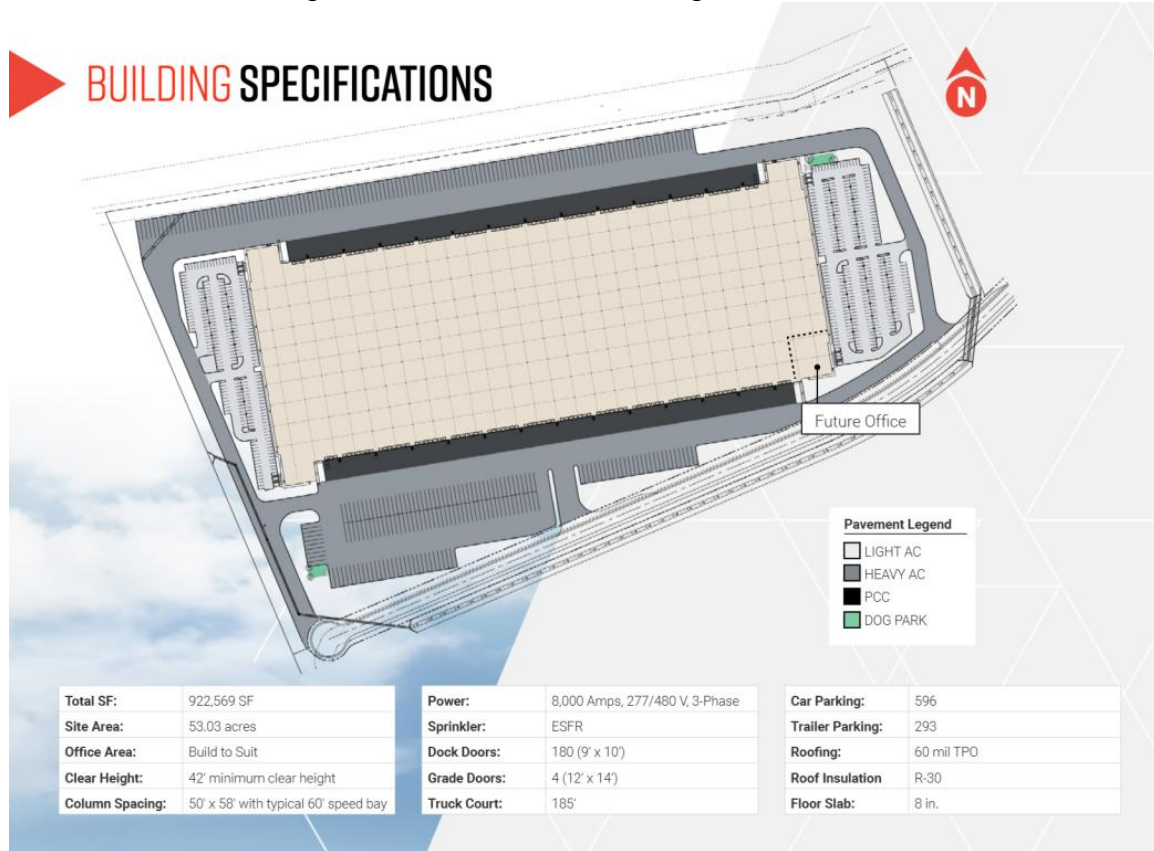 BUILDING SPECIFICATIONS
N
Future Office
Pavement Legend
LIGHT AC
HEAVY AC
PCC
DOG PARK
Total SF: 922,569 SF
Site Area: 53.03 acres
Office Area: Build to Suit
Clear Height: 42' minimum clear height
Column Spacing: 50' x 58' with typical 60' speed bay
Power: 8,000 Amps, 277/480 V, 3-Phase
Sprinkler: ESFR
Dock Doors: 180 (9' x 10')
Grade Doors: 4 (12' x 14')
Truck Court: 185'
Car Parking: 596
Trailer Parking: 293
Roofing: 60 mil TPO
Roof Insulation R-30
Floor Slab: 8 in.